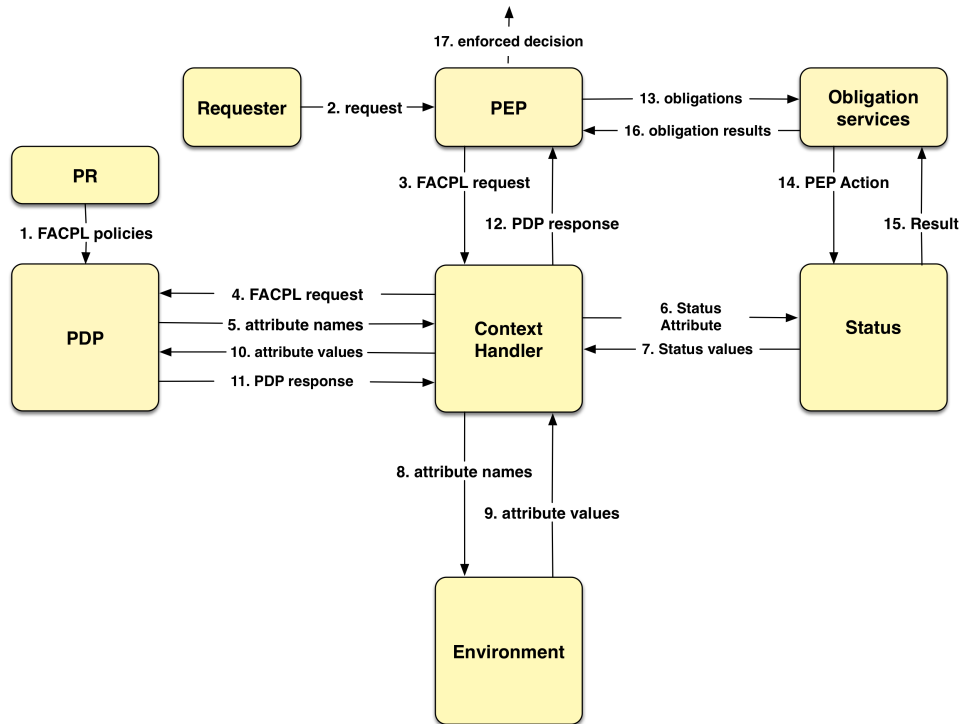 17. enforced decision
Requester
2. request
PEP
13. obligations
16. obligation results
Obligation
services
PR
3. FACPL request
14. PEP Action
12. PDP response
15. Result
1. FACPL policies
PDP
4. FACPL request
5. attribute names
10. attribute values
11. PDP response
Context
Handler
6. Status
Attribute
7. Status values
Status
8. attribute names
9. attribute values
Environment